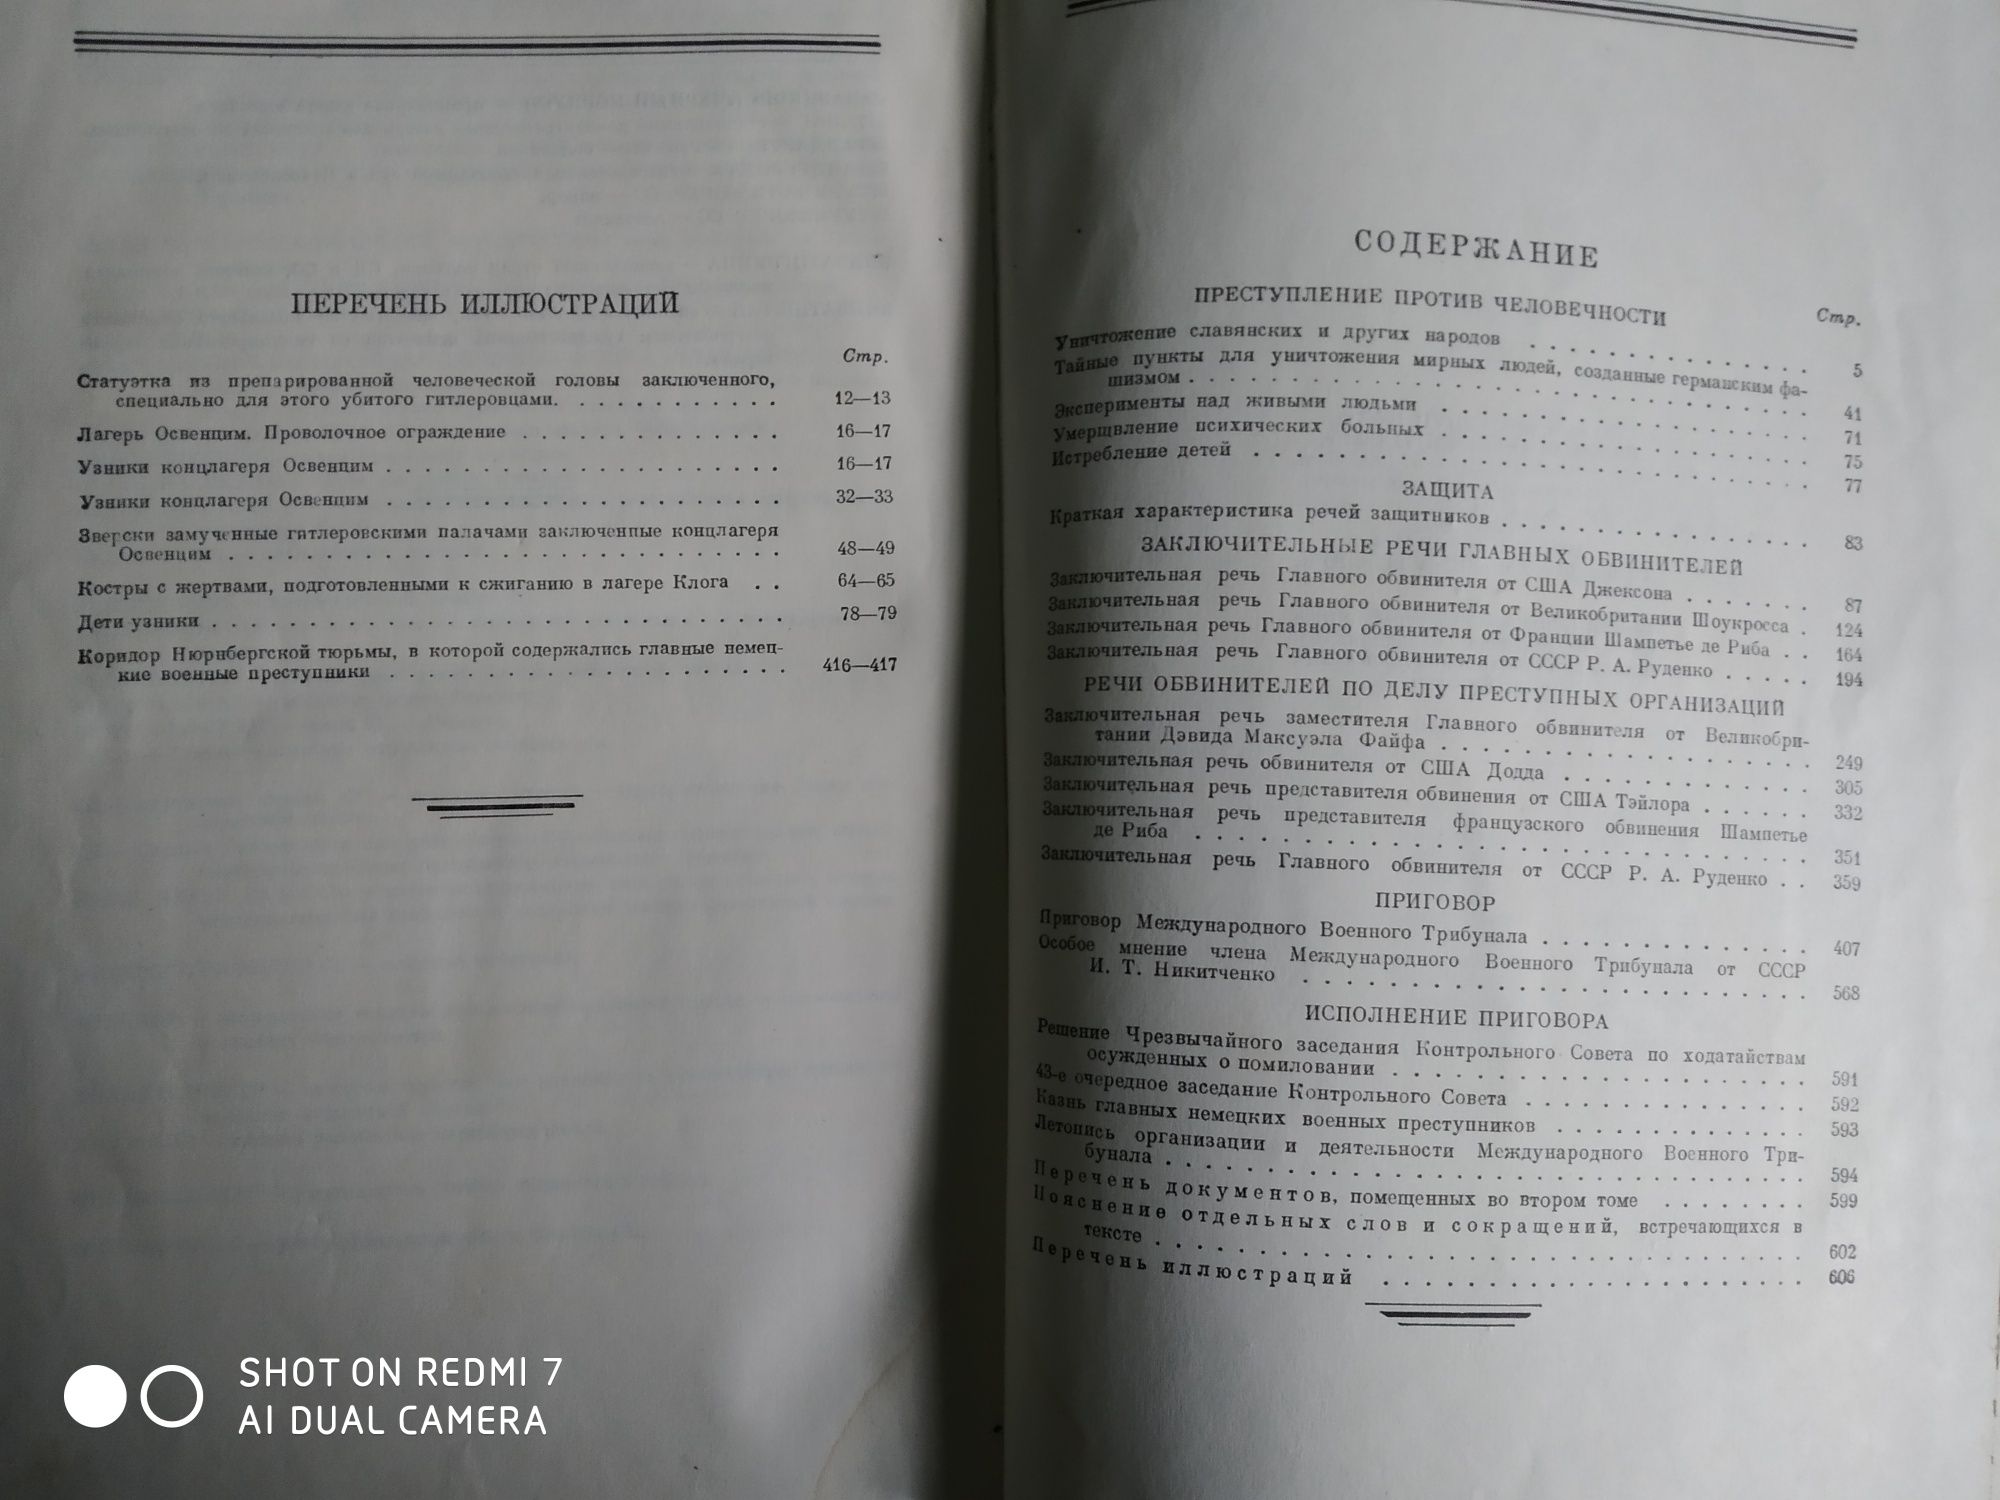 ПЕРЕЧЕНЬ ИЛЛЮСТРАЦИЙ
Стр.
Статуэтка из препарированной человеческой головы заключенного,
специально для этого убитого гитлеровцами. . . . . . . . . . . . 12—13
Лагерь Освенцим. Проволочное ограждение . . . . . . . . . . . . . 16—17
Узники концлагеря Освенцим . . . . . . . . . . . . . . . . . . . . 16—17
Узники концлагеря Освенцим . . . . . . . . . . . . . . . . . . . . 32—33
Зверски замученные гитлеровскими палачами заключенные концлагеря
Освенцим . . . . . . . . . . . . . . . . . . . . . . . . . . . . 48—49
Костры с жертвами, подготовленными к сжиганию в лагере Клога . . 64—65
Дети узники . . . . . . . . . . . . . . . . . . . . . . . . . . . . . 78—79
Коридор Нюрнбергской тюрьмы, в которой содержались главные немец-
кие военные преступники . . . . . . . . . . . . . . . . . . . . 416—417
СОДЕРЖАНИЕ
ПРЕСТУПЛЕНИЕ ПРОТИВ ЧЕЛОВЕЧНОСТИ
Стр.
Уничтожение славянских и других народов . . . . . . . . . . . . 5
Тайные пункты для уничтожения мирных людей, созданные германским фа-
шизмом . . . . . . . . . . . . . . . . . . . . . . . . . . 41
Эксперименты над живыми людьми . . . . . . . . . . . . . . . 71
Умерщвление психических больных . . . . . . . . . . . . . . . 75
Истребление детей . . . . . . . . . . . . . . . . . . . . . . 77
ЗАЩИТА
Краткая характеристика речей защитников . . . . . . . . . . . . 83
ЗАКЛЮЧИТЕЛЬНЫЕ РЕЧИ ГЛАВНЫХ ОБВИНИТЕЛЕЙ
Заключительная речь Главного обвинителя от США Джексона . . . . . . 87
Заключительная речь Главного обвинителя от Великобритании Шоукросса . 124
Заключительная речь Главного обвинителя от Франции Шампетье де Риба . . 164
Заключительная речь Главного обвинителя от СССР Р. А. Руденко . . . . . 194
РЕЧИ ОБВИНИТЕЛЕЙ ПО ДЕЛУ ПРЕСТУПНЫХ ОРГАНИЗАЦИЙ
Заключительная речь заместителя Главного обвинителя от Великобри-
тании Дэвида Максуэла Файфа . . . . . . . . . . . . . . . 249
Заключительная речь обвинителя от США Додда . . . . . . . . . . 305
Заключительная речь представителя обвинения от США Тэйлора . . . . . . 332
Заключительная речь представителя французского обвинения Шампетье
де Риба . . . . . . . . . . . . . . . . . . . . . . . . . 351
Заключительная речь Главного обвинителя от СССР Р. А. Руденко . . 359
ПРИГОВОР
Приговор Международного Военного Трибунала . . . . . . . . . . . 407
Особое мнение члена Международного Военного Трибунала от СССР
И. Т. Никитченко . . . . . . . . . . . . . . . . . . . . . 568
ИСПОЛНЕНИЕ ПРИГОВОРА
Решение Чрезвычайного заседания Контрольного Совета по ходатайствам
осужденных о помиловании . . . . . . . . . . . . . . . . . 591
43-е очередное заседание Контрольного Совета . . . . . . . . . . . 592
Казнь главных немецких военных преступников . . . . . . . . . . 593
Летопись организации и деятельности Международного Военного Три-
бунала . . . . . . . . . . . . . . . . . . . . . . . . . . 594
Перечень документов, помещенных во втором томе . . . . . . . . 599
Пояснение отдельных слов и сокращений, встречающихся в
тексте . . . . . . . . . . . . . . . . . . . . . . . . . . 602
Перечень иллюстраций . . . . . . . . . . . . . . . . . . 606
SHOT ON REDMI 7
AI DUAL CAMERA